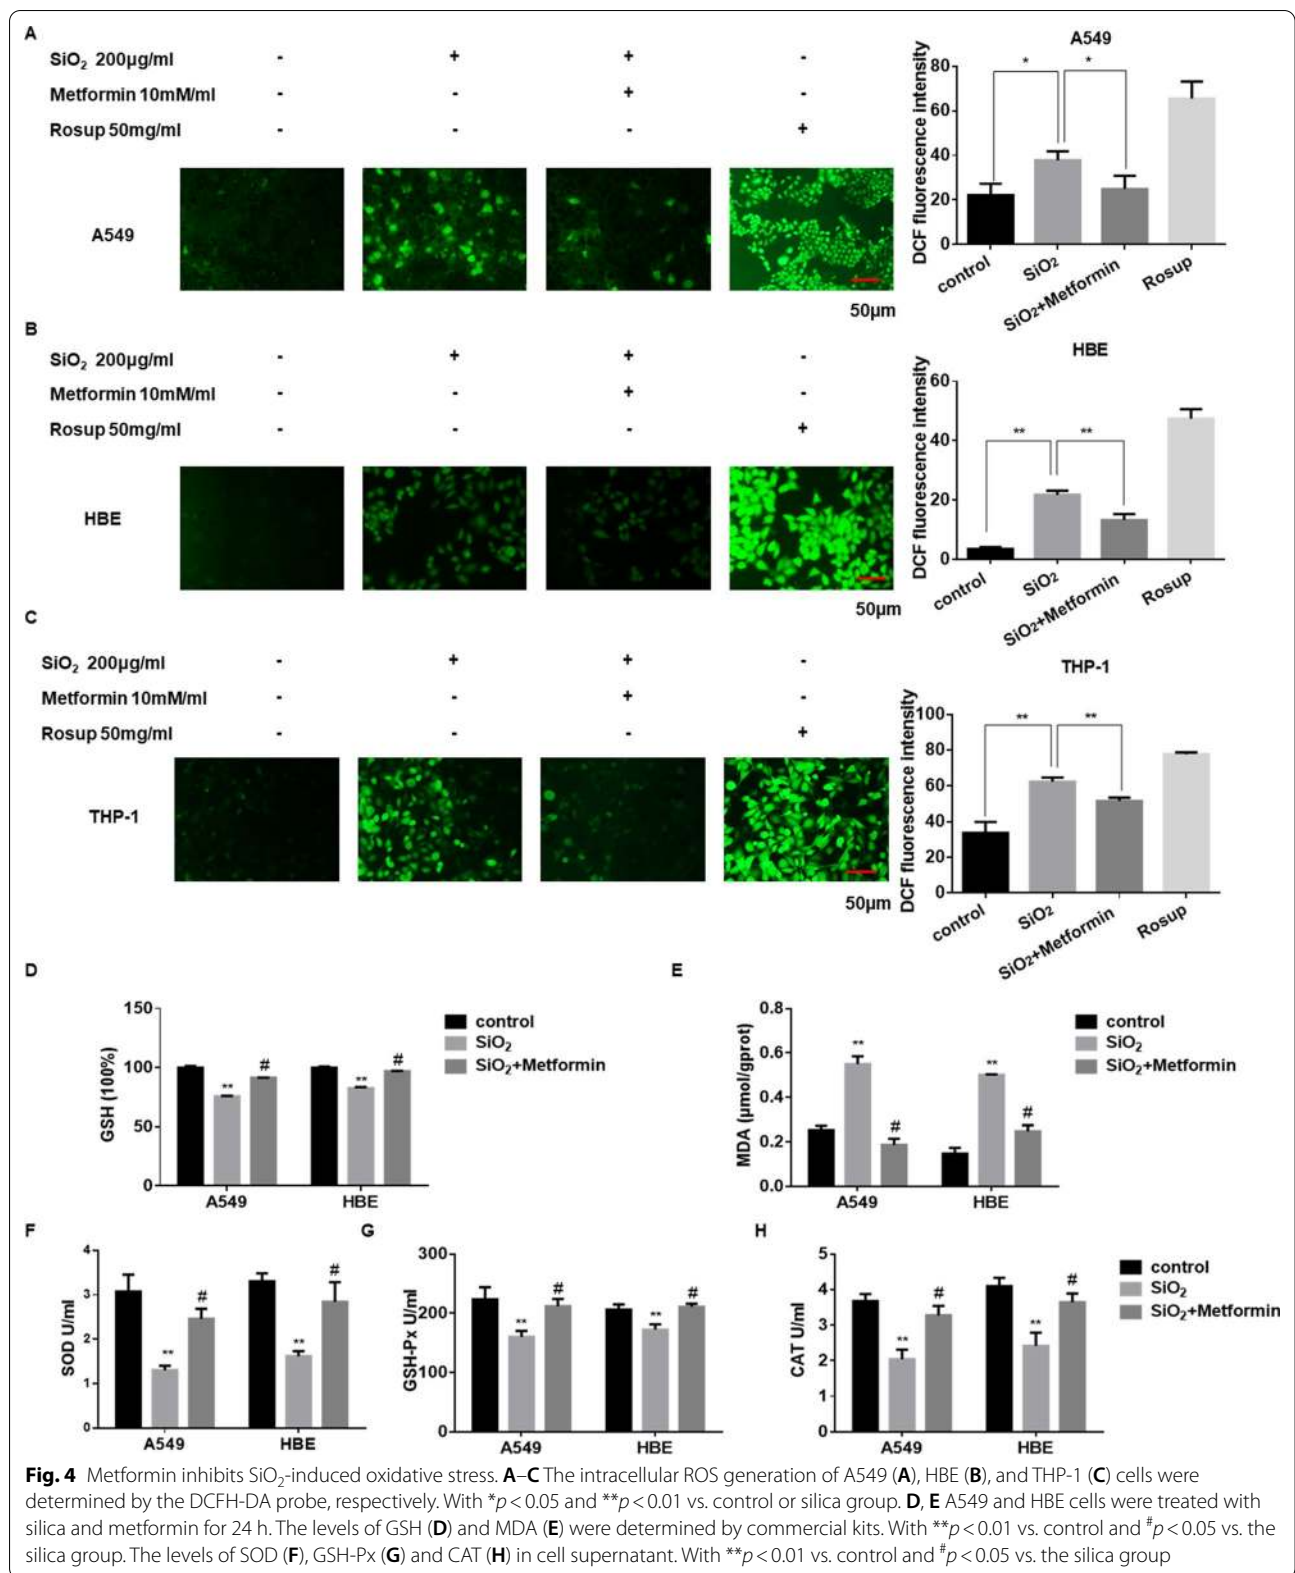 A
SiO₂ 200µg/ml - + + -
Metformin 10mM/ml - - + -
Rosup 50mg/ml - - - +
A549
50µm
A549
DCF fluorescence intensity
80
60
40
20
0
* *
control SiO₂ SiO₂+Metformin Rosup
B
SiO₂ 200µg/ml - + + -
Metformin 10mM/ml - - + -
Rosup 50mg/ml - - - +
HBE
50µm
HBE
DCF fluorescence intensity
60
40
20
0
** **
control SiO₂ SiO₂+Metformin Rosup
C
SiO₂ 200µg/ml - + + -
Metformin 10mM/ml - - + -
Rosup 50mg/ml - - - +
THP-1
50µm
THP-1
DCF fluorescence intensity
100
80
60
40
20
0
** **
control SiO₂ SiO₂+Metformin Rosup
D
GSH (100%)
150
100
50
0
** # ** #
A549 HBE
control
SiO₂
SiO₂+Metformin
E
MDA (µmol/gprot)
0.8
0.6
0.4
0.2
0.0
** # ** #
A549 HBE
control
SiO₂
SiO₂+Metformin
F
SOD U/ml
4
3
2
1
0
** # ** #
A549 HBE
G
GSH-Px U/ml
300
200
100
0
** # ** #
A549 HBE
H
CAT U/ml
5
4
3
2
1
0
** # ** #
A549 HBE
control
SiO₂
SiO₂+Metformin
Fig. 4 Metformin inhibits SiO₂-induced oxidative stress. A–C The intracellular ROS generation of A549 (A), HBE (B), and THP-1 (C) cells were
determined by the DCFH-DA probe, respectively. With *p < 0.05 and **p < 0.01 vs. control or silica group. D, E A549 and HBE cells were treated with
silica and metformin for 24 h. The levels of GSH (D) and MDA (E) were determined by commercial kits. With **p < 0.01 vs. control and #p < 0.05 vs. the
silica group. The levels of SOD (F), GSH-Px (G) and CAT (H) in cell supernatant. With **p < 0.01 vs. control and #p < 0.05 vs. the silica group